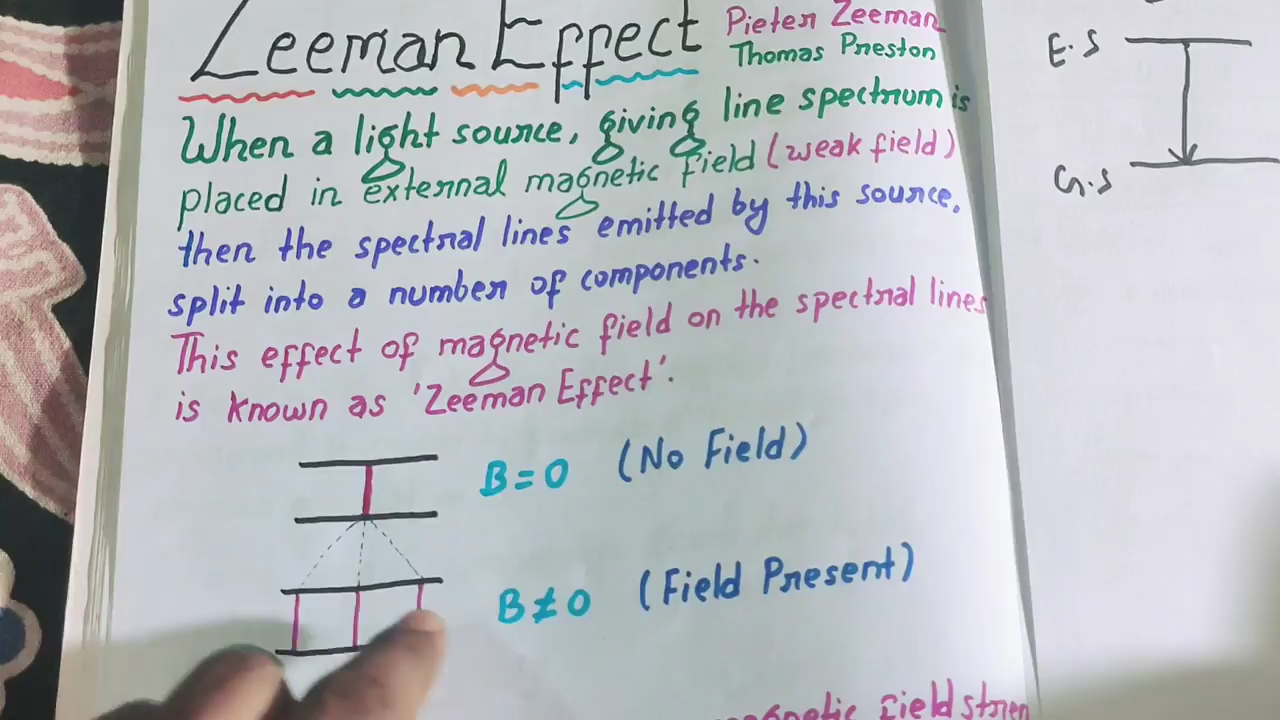 Zeeman Effect
Pieter Zeeman
Thomas Preston
When a light source, giving line spectrum is
placed in external magnetic field (weak field)
then the spectral lines emitted by this source,
split into a number of components.
This effect of magnetic field on the spectral lines
is known as 'Zeeman Effect'.
B = 0 (No Field)
B ≠ 0 (Field Present)
field
E.S
G.S